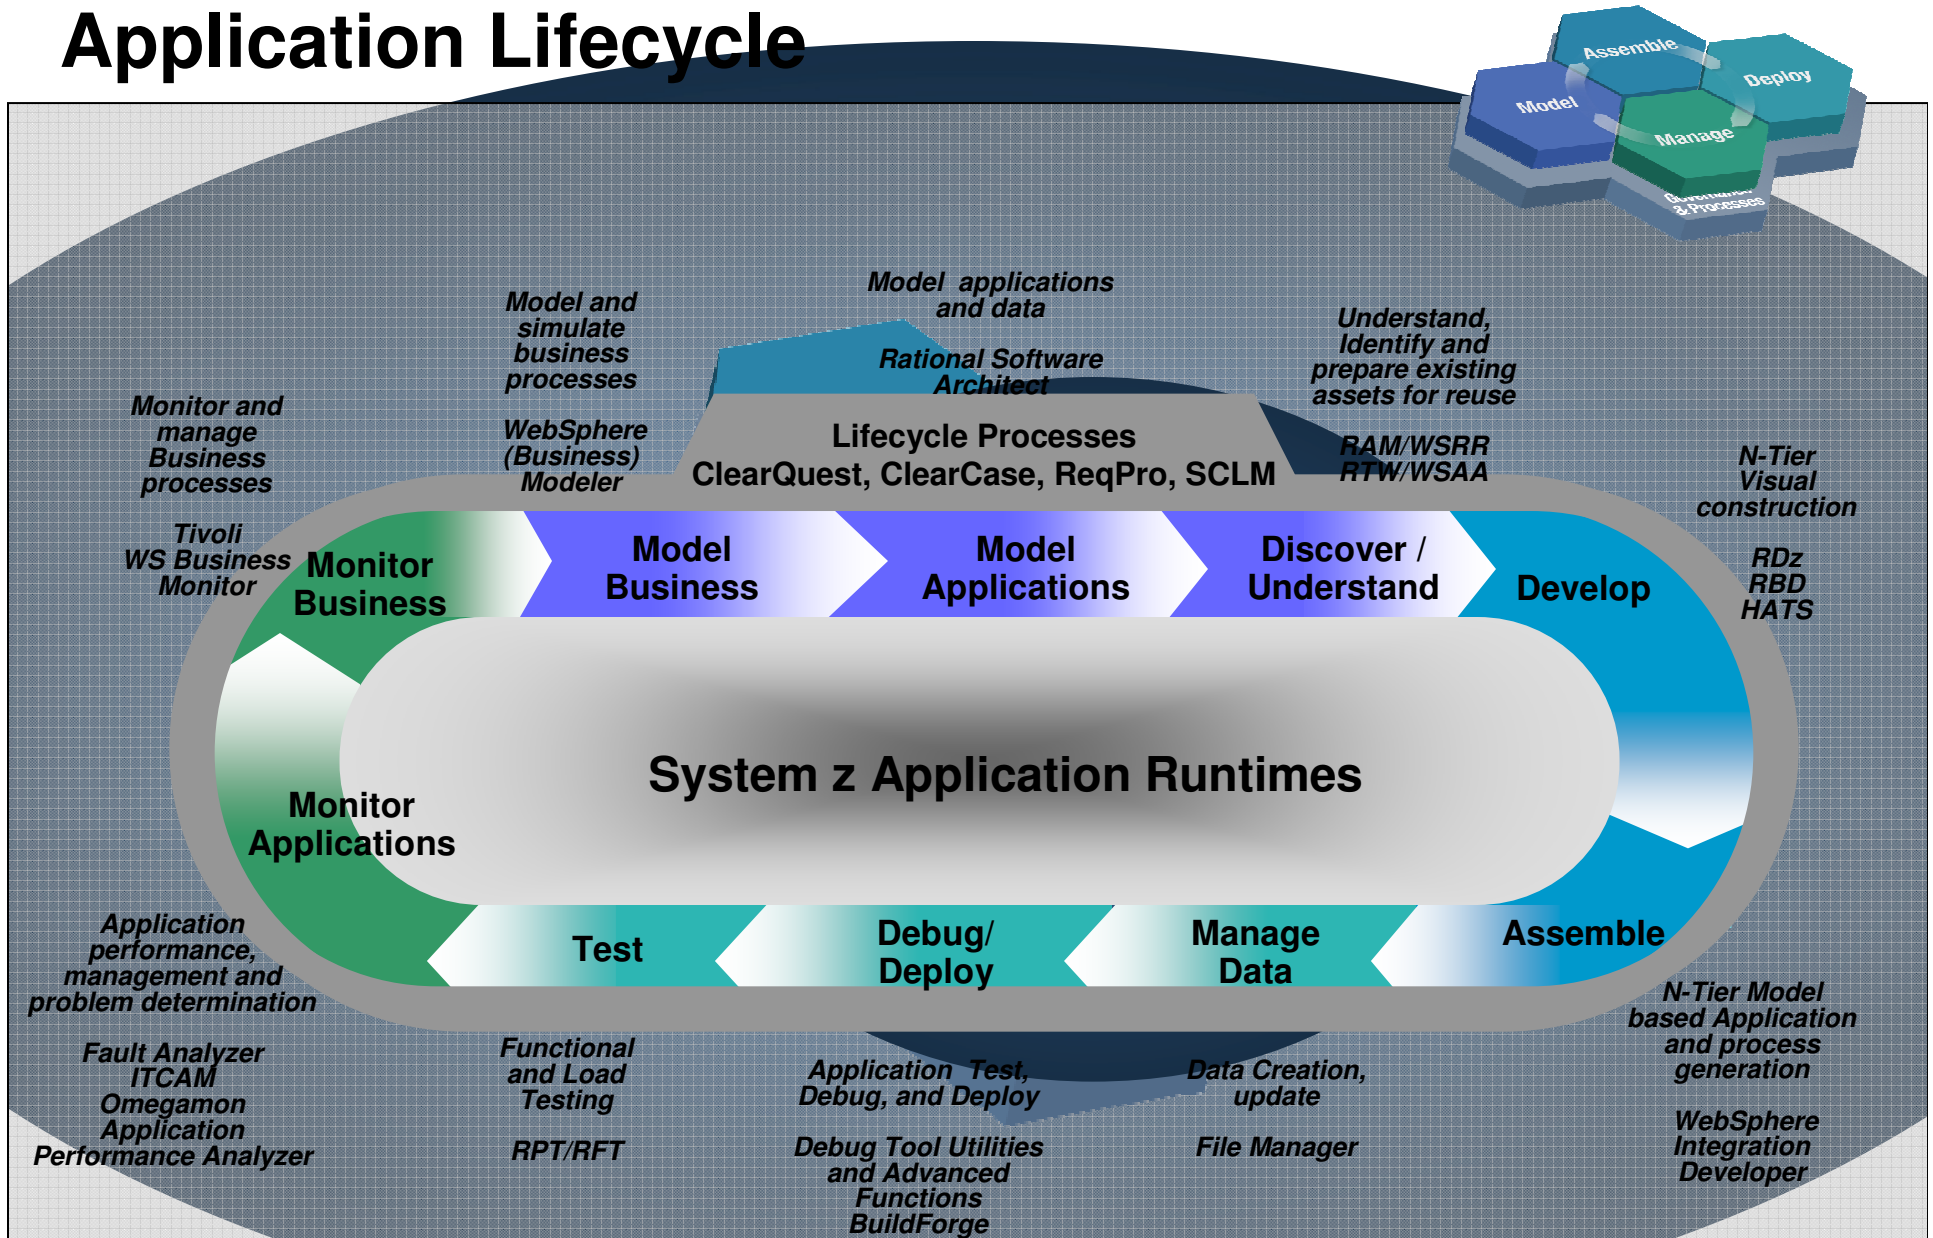 Application Lifecycle
Assemble
Deploy
Model
Manage
Governance
& Processes
Model and
simulate
business
processes
WebSphere
(Business)
Modeler
Model applications
and data
Rational Software
Architect
Understand,
Identify and
prepare existing
assets for reuse
RAM/WSRR
RTW/WSAA
Monitor and
manage
Business
processes
Tivoli
WS Business
Monitor
N-Tier
Visual
construction
RDz
RBD
HATS
Lifecycle Processes
ClearQuest, ClearCase, ReqPro, SCLM
Monitor
Business
Model
Business
Model
Applications
Discover /
Understand
Develop
System z Application Runtimes
Monitor
Applications
Test
Debug/
Deploy
Manage
Data
Assemble
Application
performance,
management and
problem determination
Fault Analyzer
ITCAM
Omegamon
Application
Performance Analyzer
Functional
and Load
Testing
RPT/RFT
Application Test,
Debug, and Deploy
Debug Tool Utilities
and Advanced
Functions
BuildForge
Data Creation,
update
File Manager
N-Tier Model
based Application
and process
generation
WebSphere
Integration
Developer